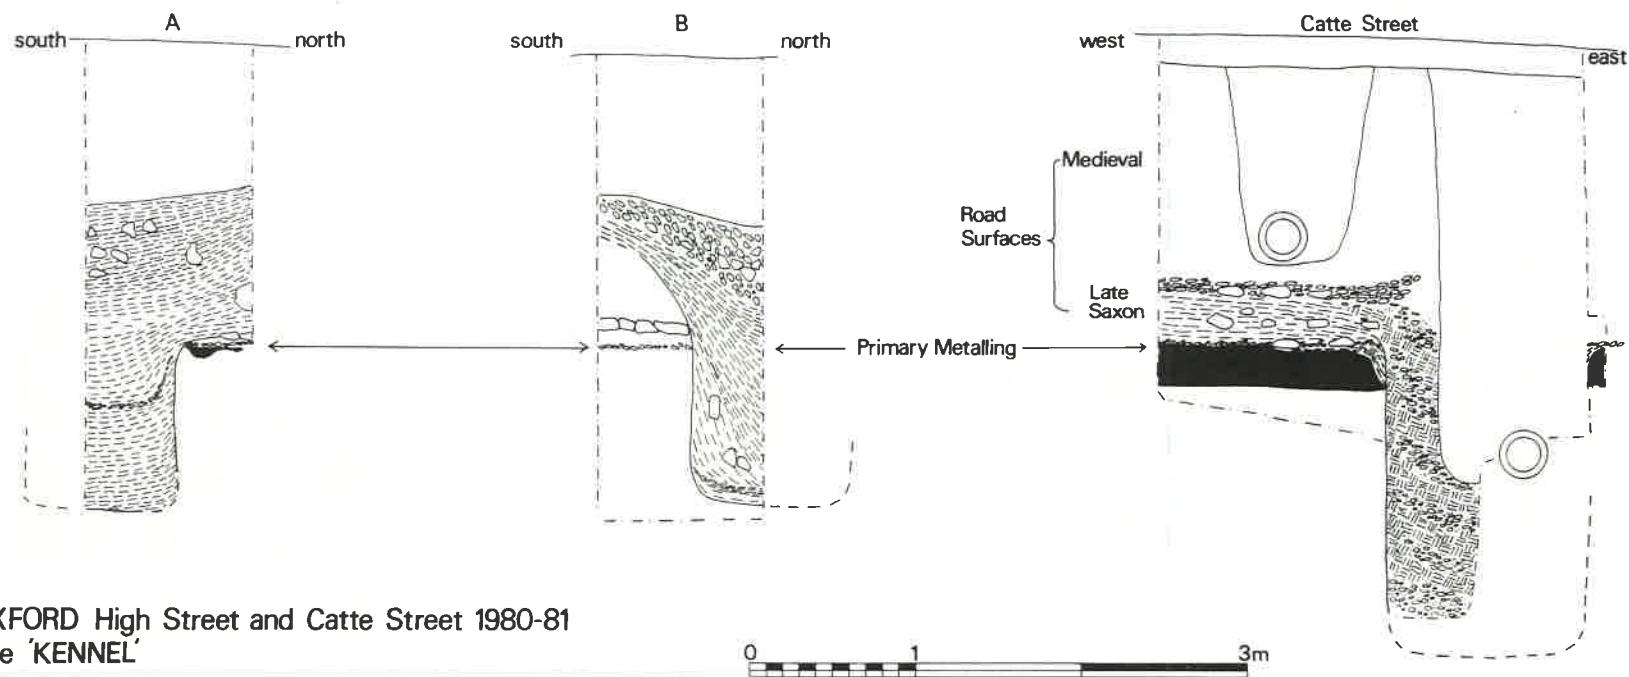 A
south
north
B
south
north
Catte Street
west
east
Medieval
Road
Surfaces
Late
Saxon
Primary Metalling
XFORD High Street and Catte Street 1980-81
e 'KENNEL'
0 1 3m